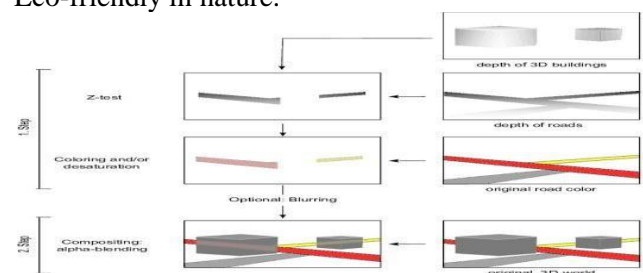 Eco-friendly in nature.
depth of 3D buildings
Z-test
depth of roads
1. Step
Coloring and/or
desaturation
original road color
Optional: Blurring
2. Step
Compositing:
alpha-blending
original 3D world